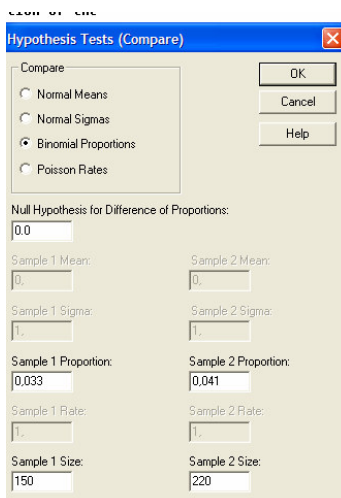 Hypothesis Tests (Compare)
Compare
OK
Normal Means
Cancel
Normal Sigmas
Help
Binomial Proportions
Poisson Rates
Null Hypothesis for Difference of Proportions:
0.0
Sample 1 Mean: Sample 2 Mean:
0, 0,
Sample 1 Sigma: Sample 2 Sigma:
1, 1,
Sample 1 Proportion: Sample 2 Proportion:
0,033 0,041
Sample 1 Rate: Sample 2 Rate:
1, 1,
Sample 1 Size: Sample 2 Size:
150 220